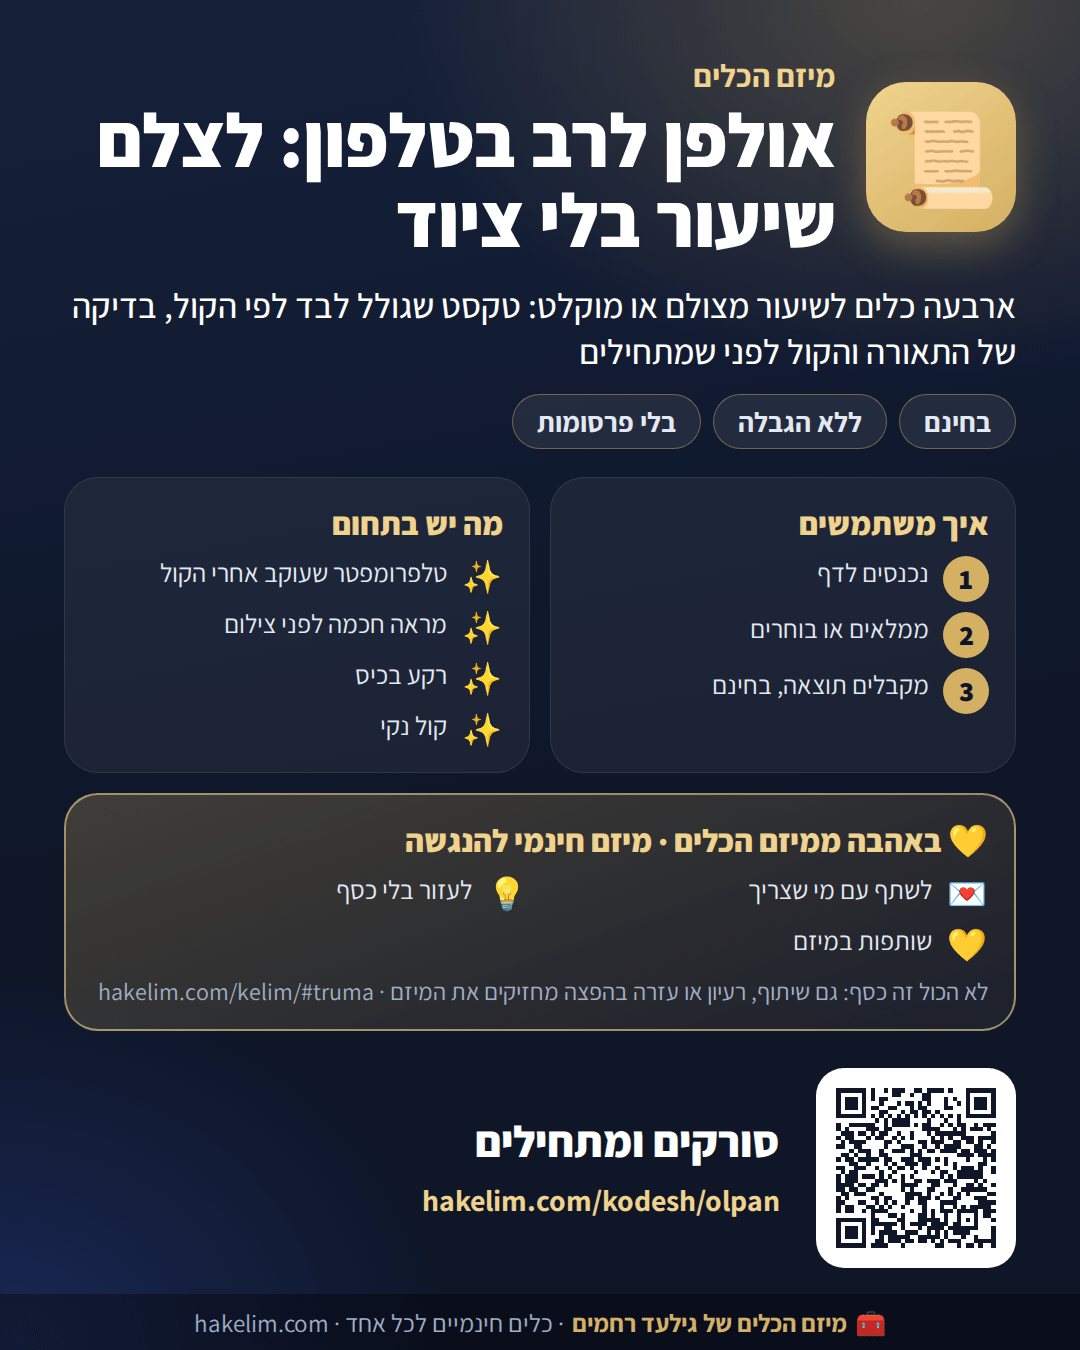 מיזם הכלים
אולפן לרב בטלפון: לצלם
שיעור בלי ציוד
ארבעה כלים לשיעור מצולם או מוקלט: טקסט שגולל לבד לפי הקול, בדיקה
של התאורה והקול לפני שמתחילים
בחינם
ללא הגבלה
בלי פרסומות
איך משתמשים
1 נכנסים לדף
2 ממלאים או בוחרים
3 מקבלים תוצאה, בחינם
מה יש בתחום
טלפרומפטר שעוקב אחרי הקול
מראה חכמה לפני צילום
רקע בכיס
קול נקי
באהבה ממיזם הכלים · מיזם חינמי להנגשה
לשתף עם מי שצריך
לעזור בלי כסף
שותפות במיזם
לא הכול זה כסף: גם שיתוף, רעיון או עזרה בהפצה מחזיקים את המיזם · hakelim.com/kelim/#truma
סורקים ומתחילים
hakelim.com/kodesh/olpan
מיזם הכלים של גילעד רחמים · כלים חינמיים לכל אחד · hakelim.com